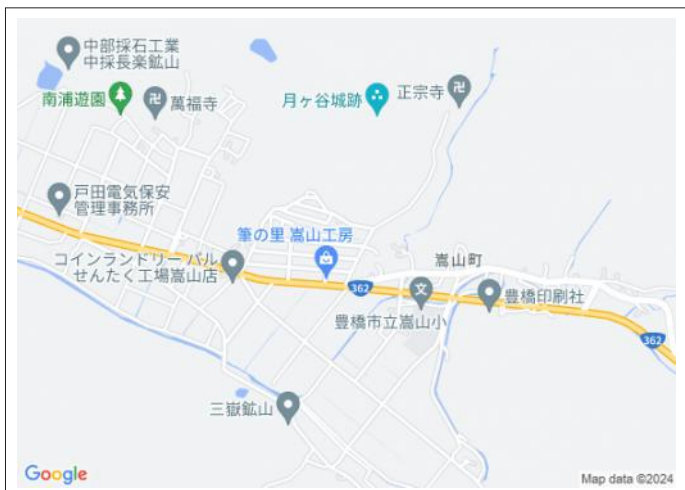 中部採石工業
中採長楽鉱山
南浦遊園
萬福寺
月ヶ谷城跡
正宗寺
戸田電気保安
管理事務所
筆の里 嵩山工房
コインランドリー パル
せんたく工場嵩山店
嵩山町
362
文
豊橋印刷社
豊橋市立嵩山小
362
三嶽鉱山
Google
Map data ©2024